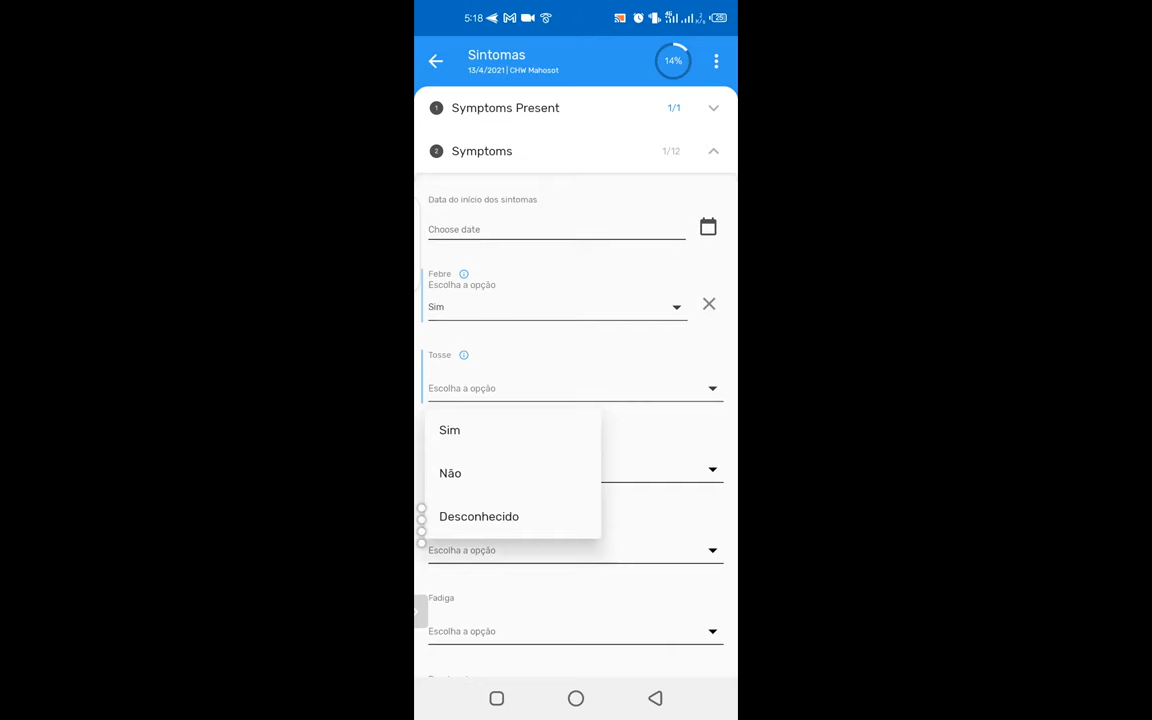 5:18
4G
25
Sintomas
13/4/2021 | CHW Mahosot
14%
1 Symptoms Present 1/1
2 Symptoms 1/12
Data do início dos sintomas
Choose date
Febre
Escolha a opção
Sim
Tosse
Escolha a opção
Sim
Não
Desconhecido
Escolha a opção
Fadiga
Escolha a opção